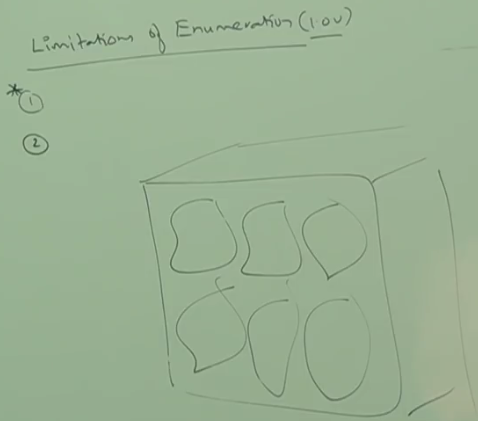 Limitations of Enumeration (1.0v)
* ①
②